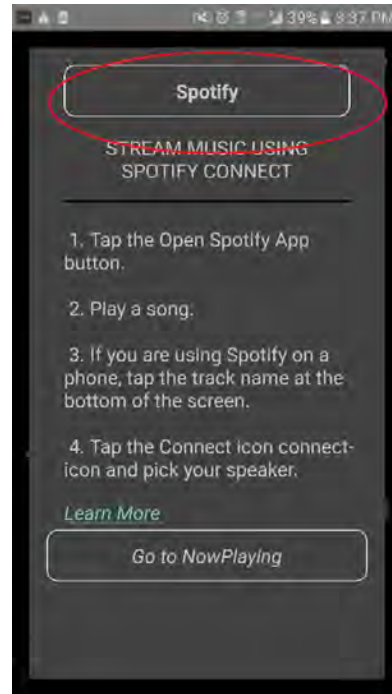 39% 8:37 PM
Spotify
STREAM MUSIC USING
SPOTIFY CONNECT
1. Tap the Open Spotify App
button.
2. Play a song.
3. If you are using Spotify on a
phone, tap the track name at the
bottom of the screen.
4. Tap the Connect icon connect-
icon and pick your speaker.
Learn More
Go to NowPlaying